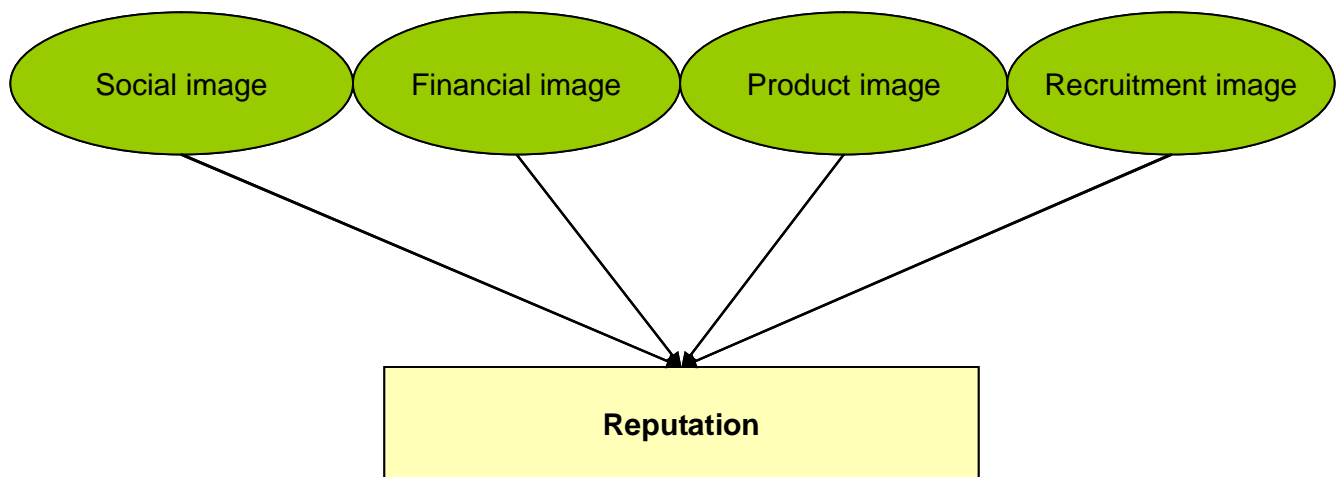 Social image
Financial image
Product image
Recruitment image
Reputation